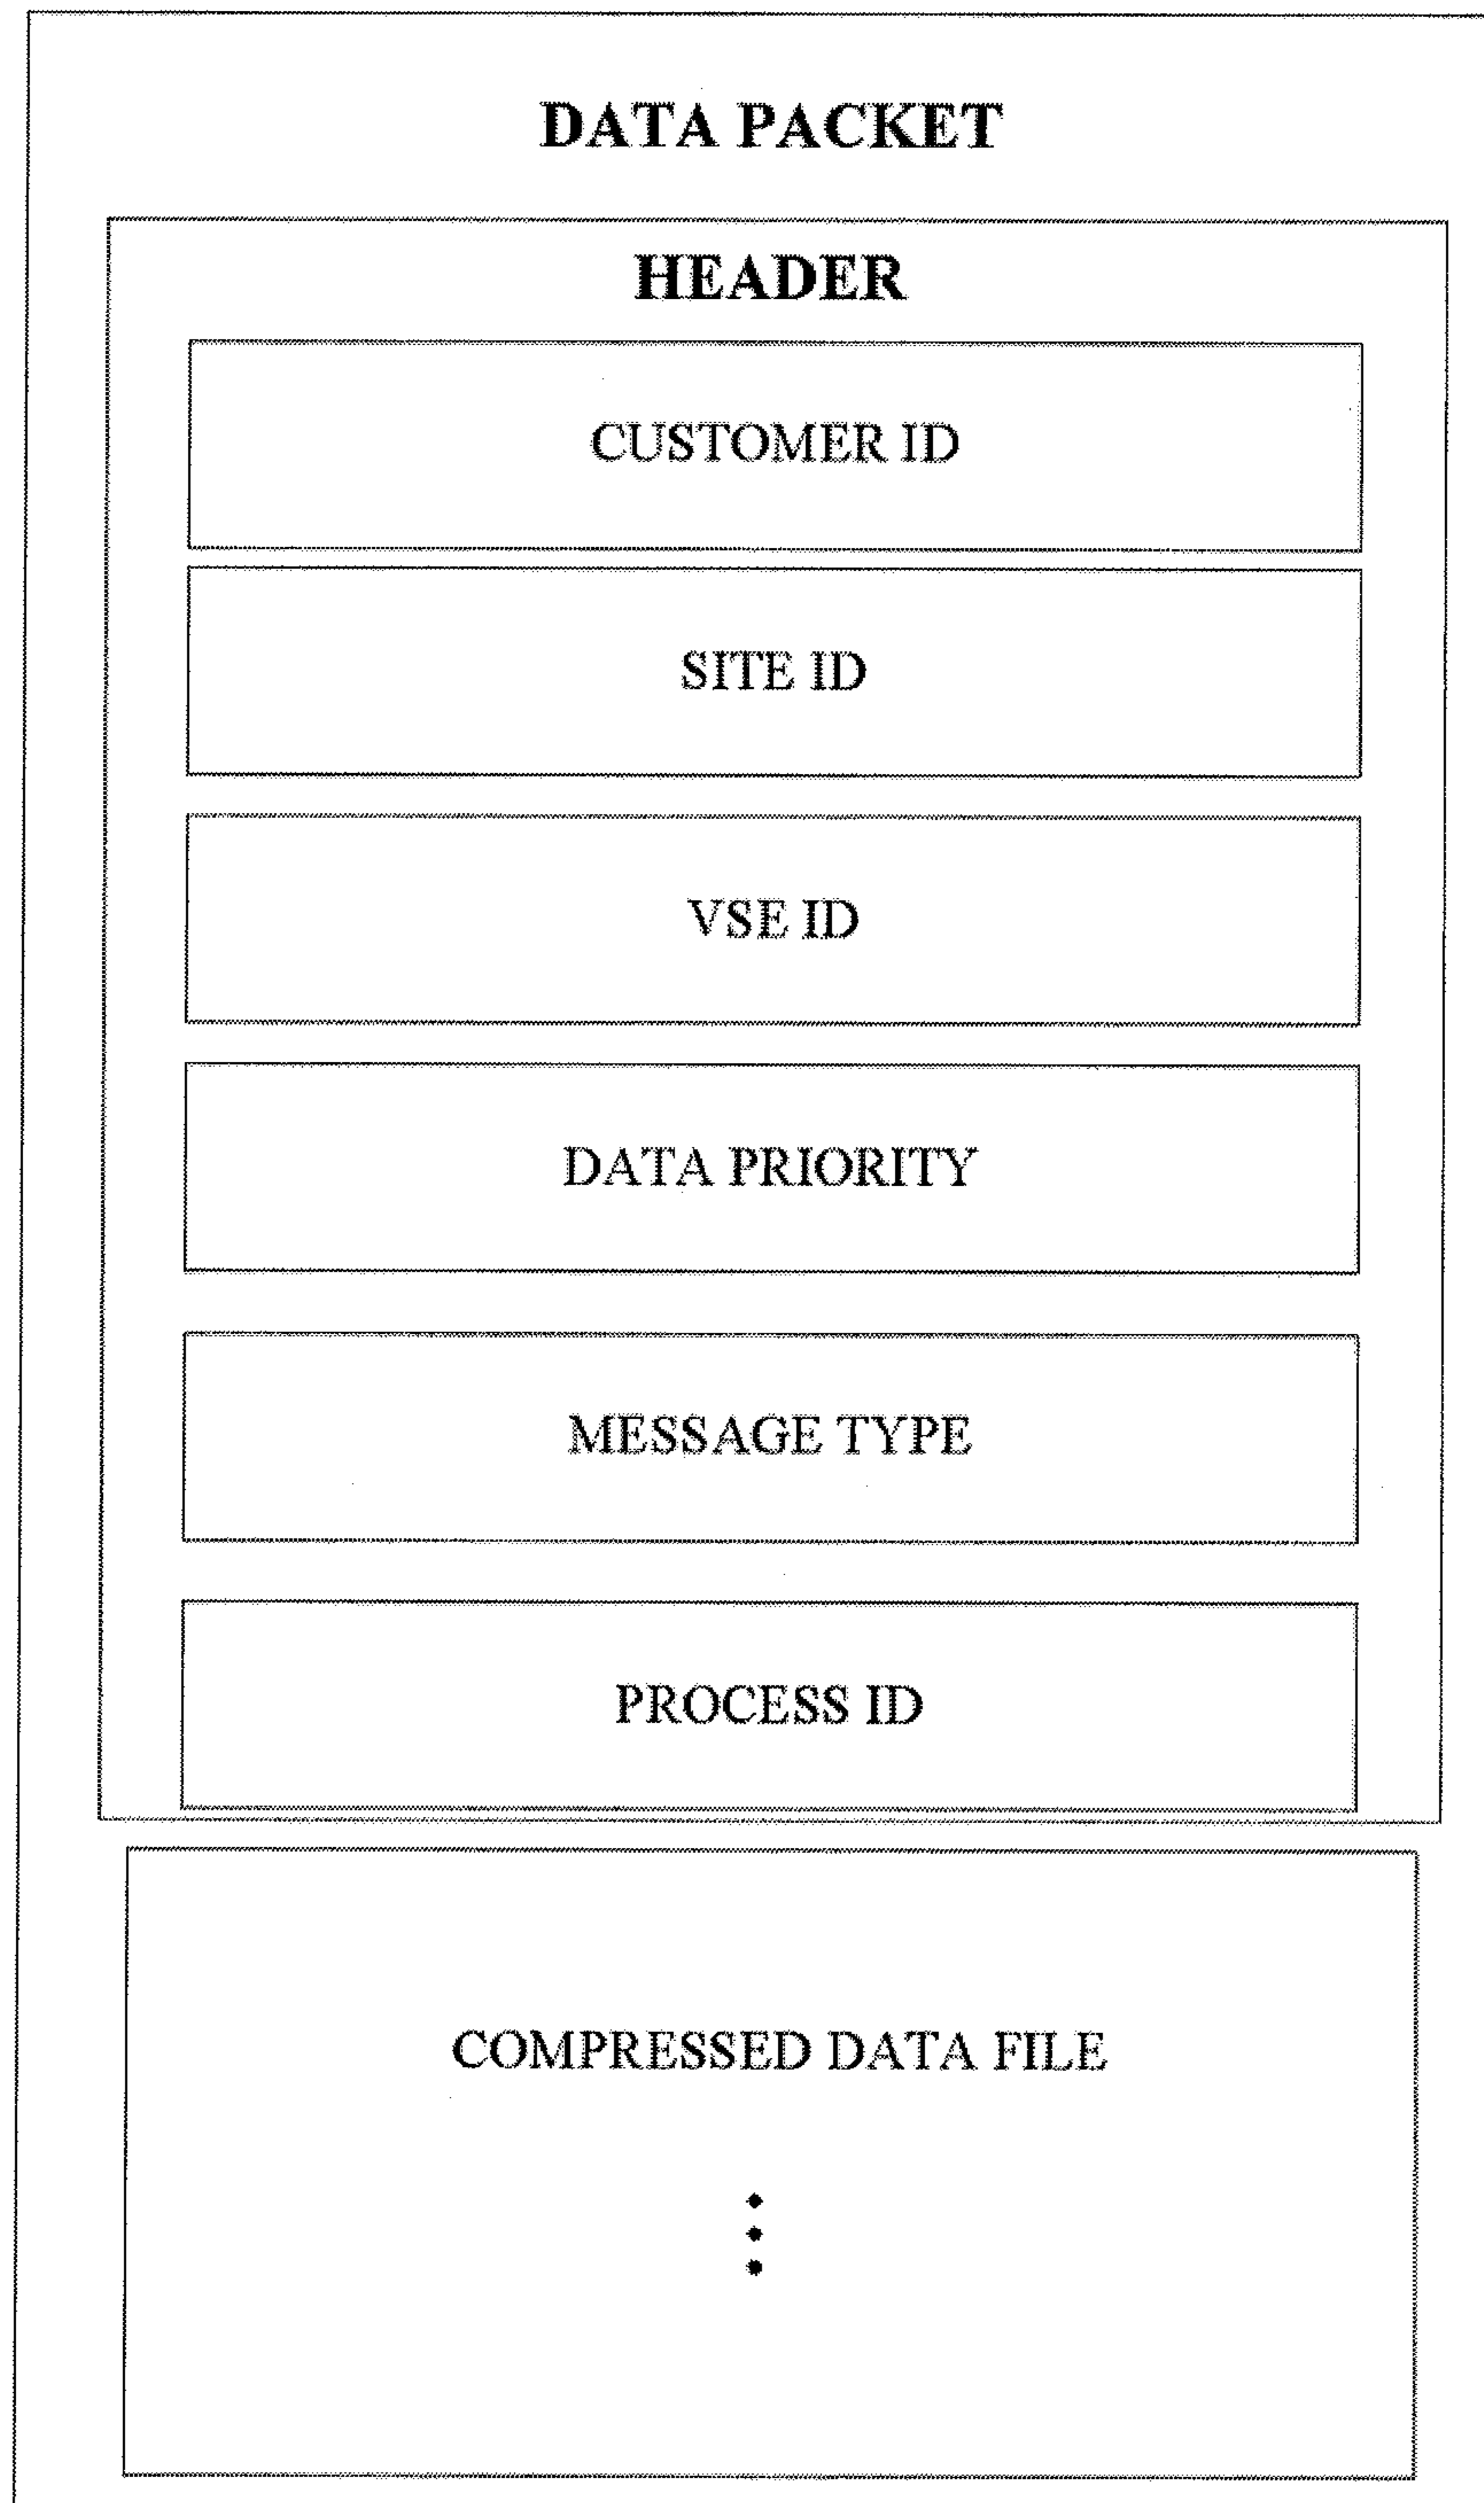 DATA PACKET
HEADER
CUSTOMER ID
SITE ID
VSE ID
DATA PRIORITY
MESSAGE TYPE
PROCESS ID
COMPRESSED DATA FILE